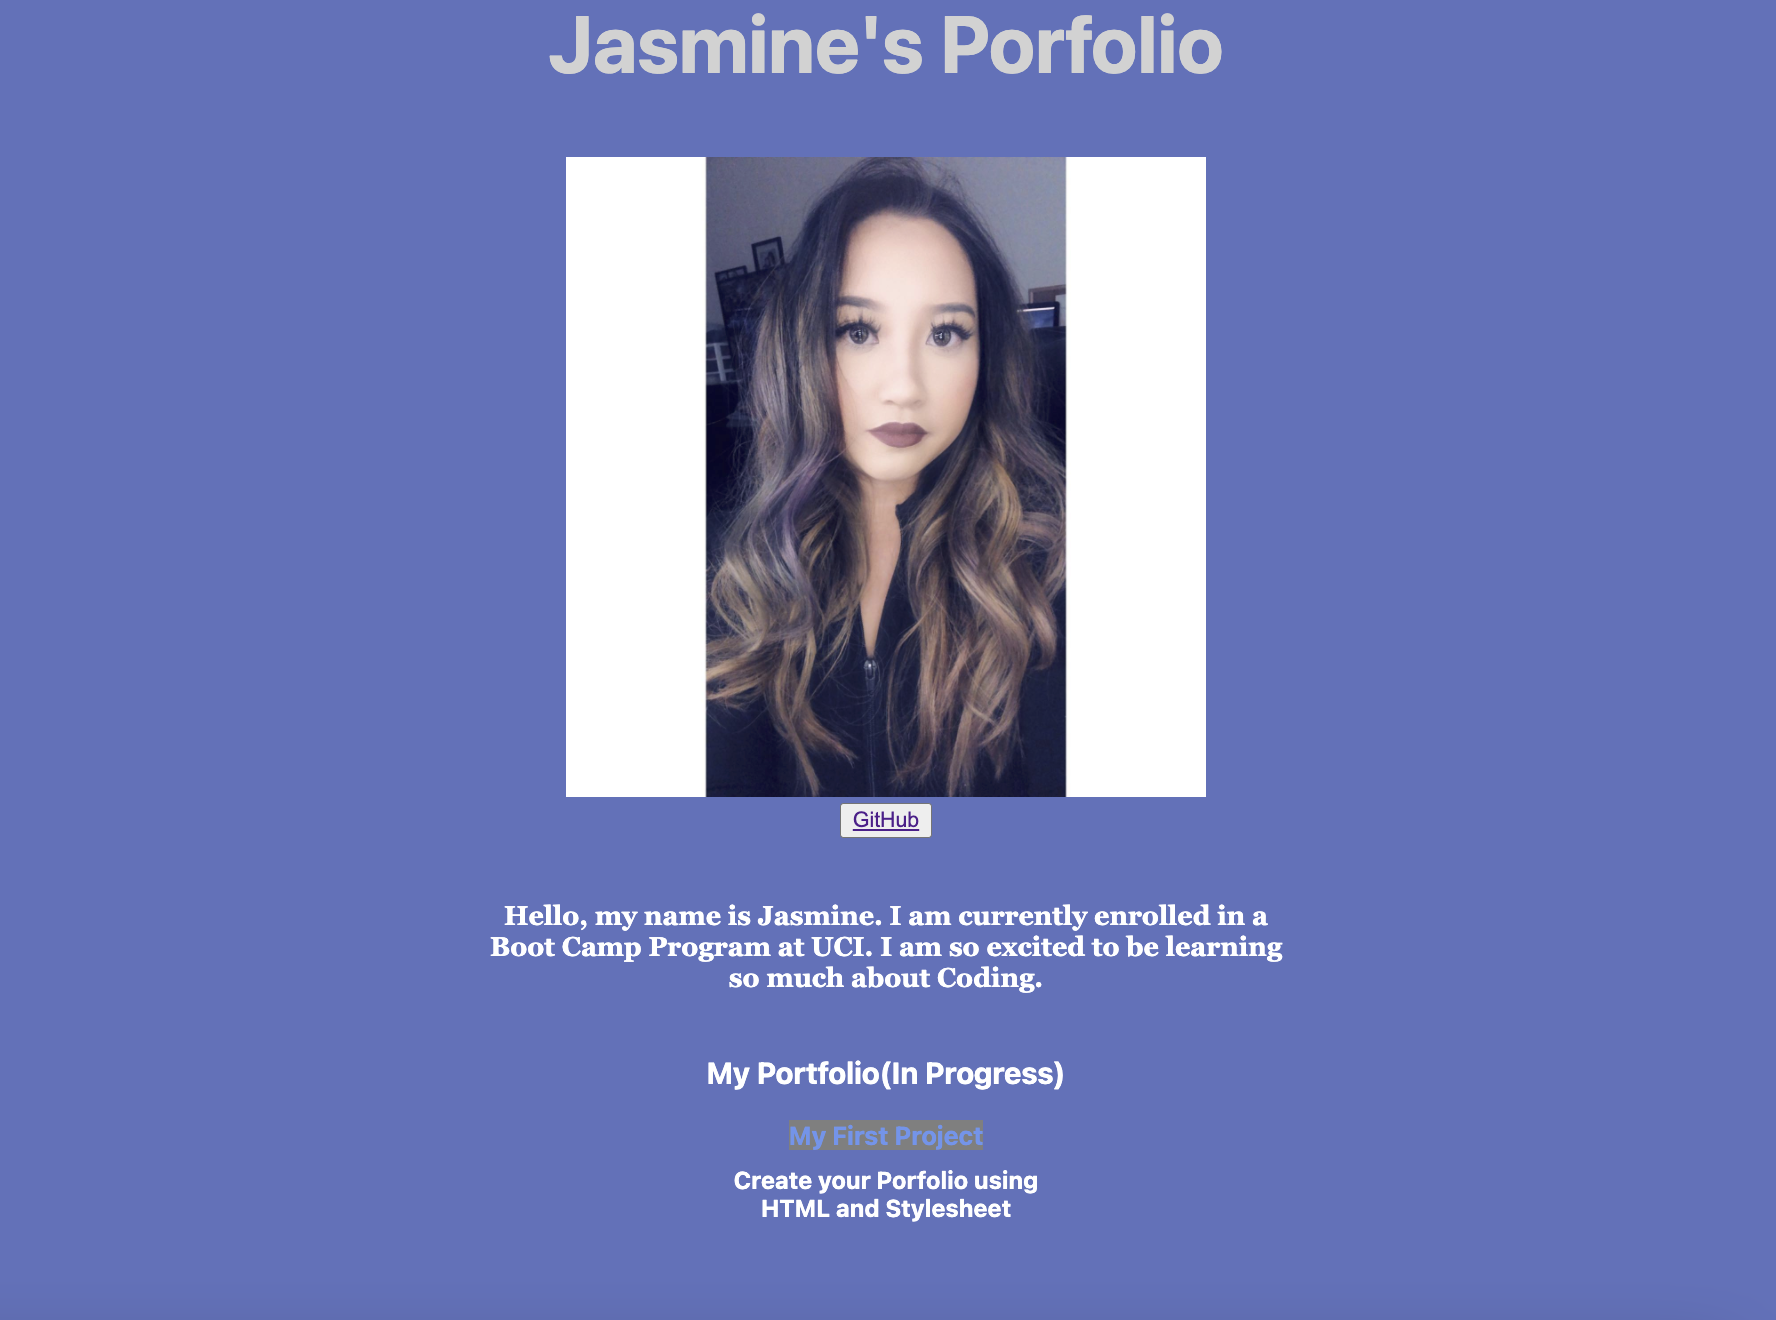 Jasmine's Porfolio
GitHub
Hello, my name is Jasmine. I am currently enrolled in a
Boot Camp Program at UCI. I am so excited to be learning
so much about Coding.
My Portfolio(In Progress)
My First Project
Create your Porfolio using
HTML and Stylesheet